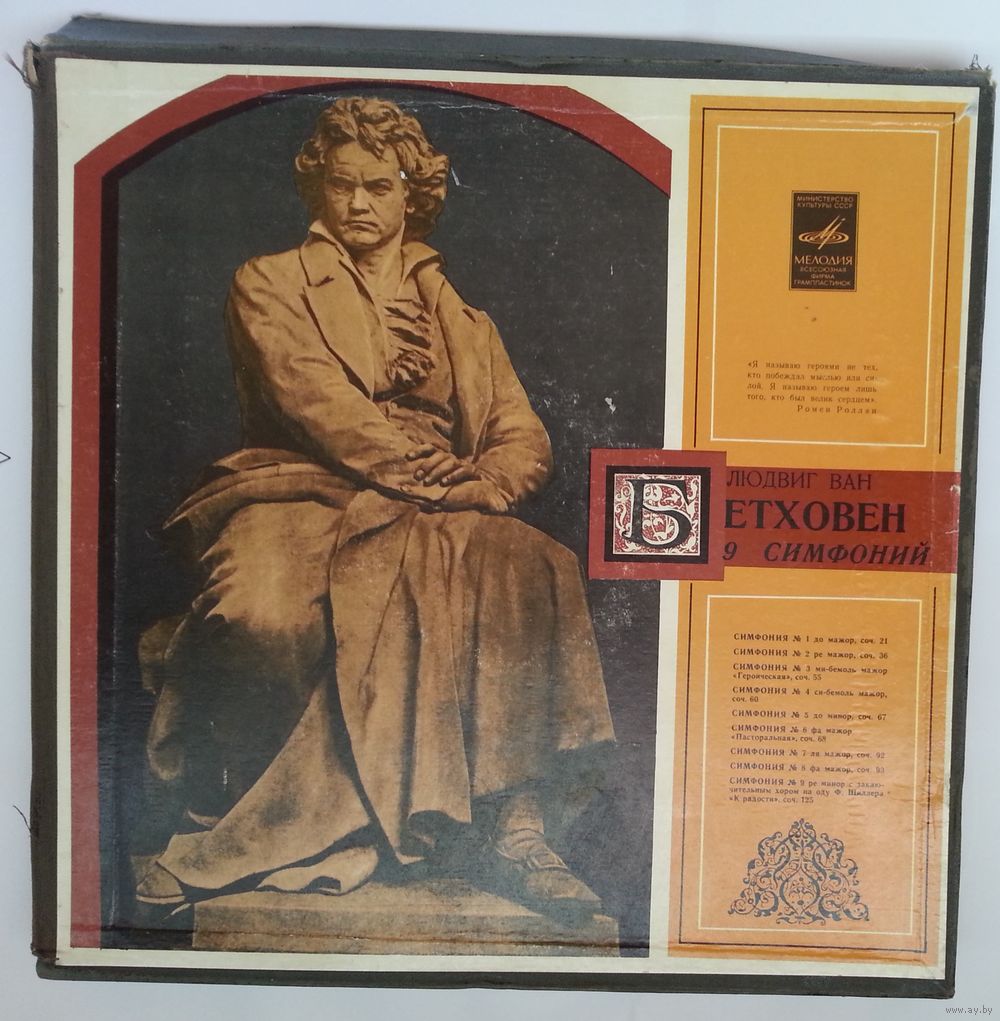 МИНИСТЕРСТВО
КУЛЬТУРЫ СССР
МЕЛОДИЯ
ВСЕСОЮЗНАЯ
ФИРМА
ГРАМПЛАСТИНОК
«Я называю героями не тех,
кто побеждал мыслью или си-
лой. Я называю героем лишь
того, кто был велик сердцем».
Ромен Роллан
ЛЮДВИГ ВАН
БЕТХОВЕН
9 СИМФОНИЙ
СИМФОНИЯ № 1 до мажор, соч. 21
СИМФОНИЯ № 2 ре мажор, соч. 36
СИМФОНИЯ № 3 ми-бемоль мажор
«Героическая», соч. 55
СИМФОНИЯ № 4 си-бемоль мажор,
соч. 60
СИМФОНИЯ № 5 до минор, соч. 67
СИМФОНИЯ № 6 фа мажор
«Пасторальная», соч. 68
СИМФОНИЯ № 7 ля мажор, соч. 92
СИМФОНИЯ № 8 фа мажор, соч. 93
СИМФОНИЯ № 9 ре минор с заклю-
чительным хором на оду Ф. Шиллера
«К радости», соч. 125
www.ay.by